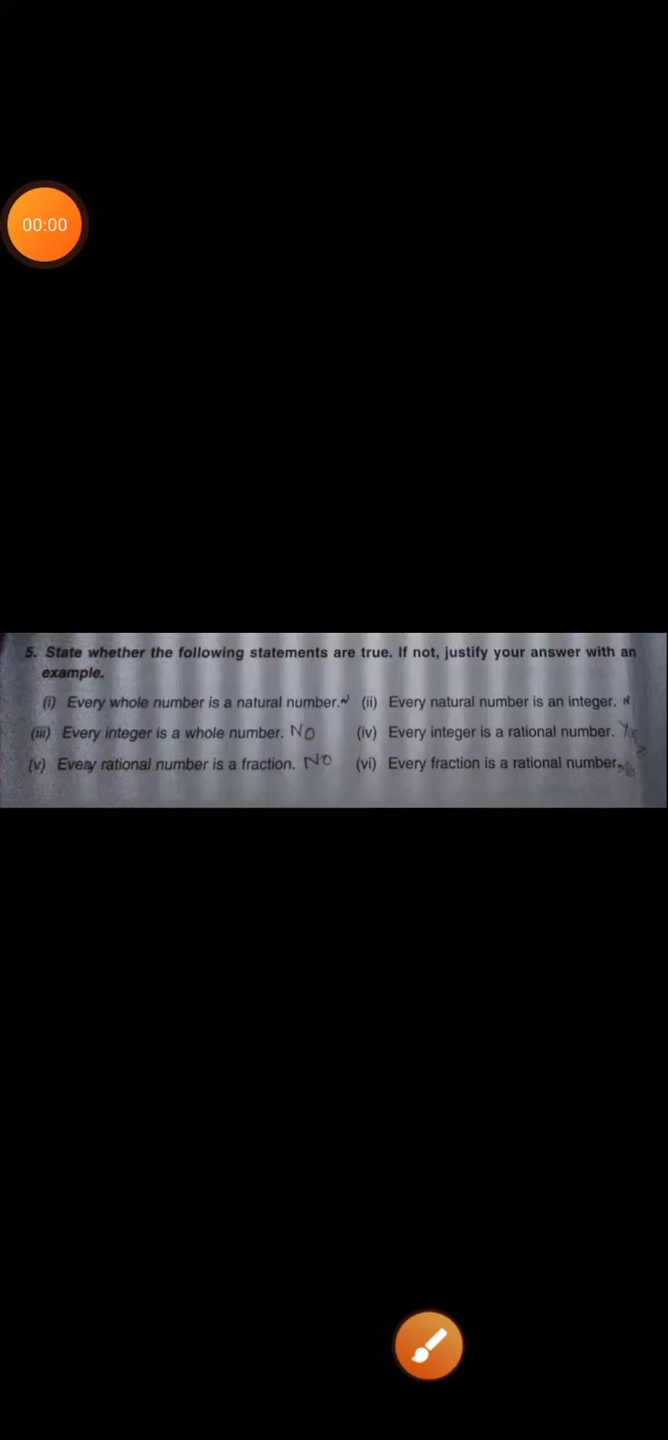 00:00
5. State whether the following statements are true. If not, justify your answer with an
example.
(i) Every whole number is a natural number. (ii) Every natural number is an integer. N
(iii) Every integer is a whole number. NO (iv) Every integer is a rational number.
(v) Every rational number is a fraction. NO (vi) Every fraction is a rational number.